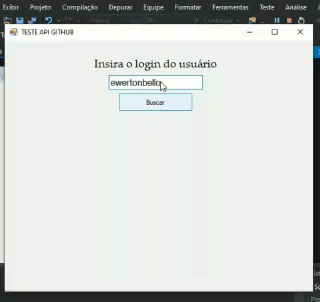 Exibir Projeto Compilação Depurar Equipe Formatar Ferramentas Teste Análise
TESTE API GITHUB
Insira o login do usuário
ewertonbello
Buscar